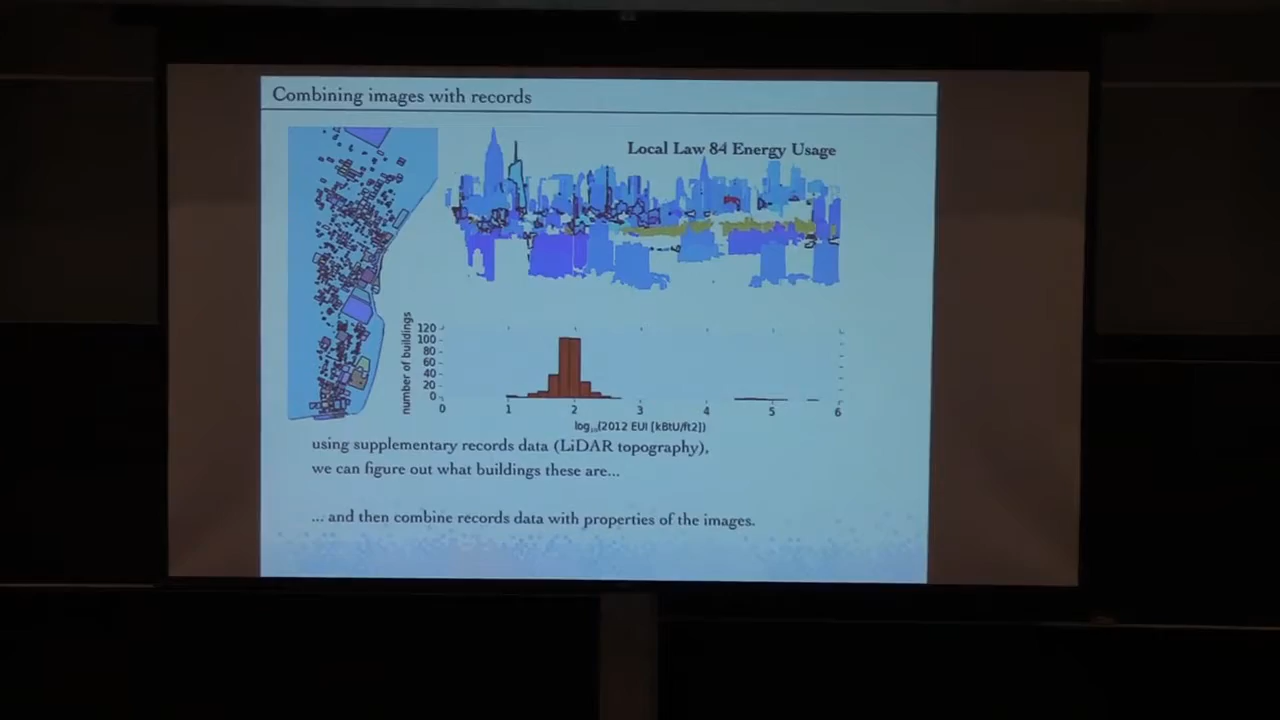 Combining images with records
Local Law 84 Energy Usage
number of buildings
120
100
80
60
40
20
0
0 1 2 3 4 5 6
log₁₀(2012 EUI [kBtU/ft2])
using supplementary records data (LiDAR topography),
we can figure out what buildings these are...
... and then combine records data with properties of the images.